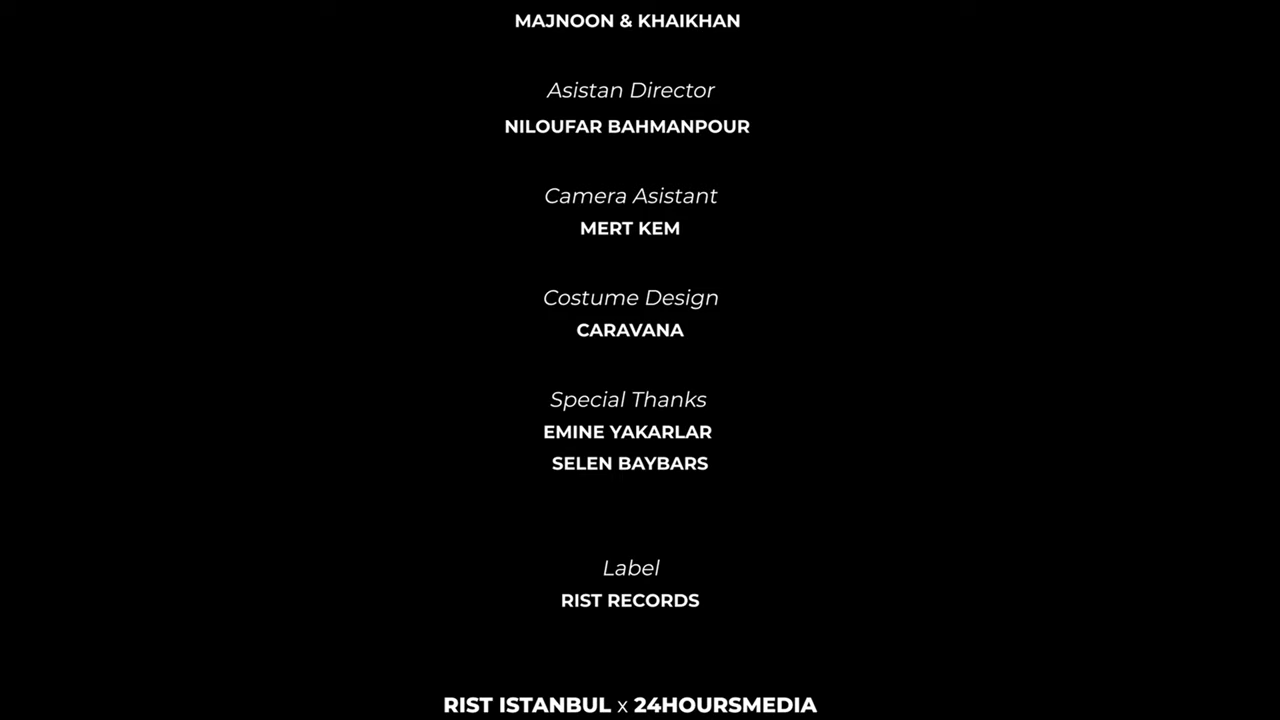 MAJNOON & KHAIKHAN
Asistan Director
NILOUFAR BAHMANPOUR
Camera Asistant
MERT KEM
Costume Design
CARAVANA
Special Thanks
EMINE YAKARLAR
SELEN BAYBARS
Label
RIST RECORDS
RIST ISTANBUL x 24HOURSMEDIA